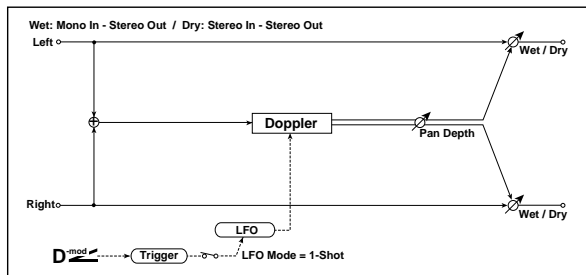 Wet: Mono In - Stereo Out / Dry: Stereo In - Stereo Out
Left
Wet / Dry
Doppler
Pan Depth
Right
Wet / Dry
LFO
D-mod
Trigger
LFO Mode = 1-Shot